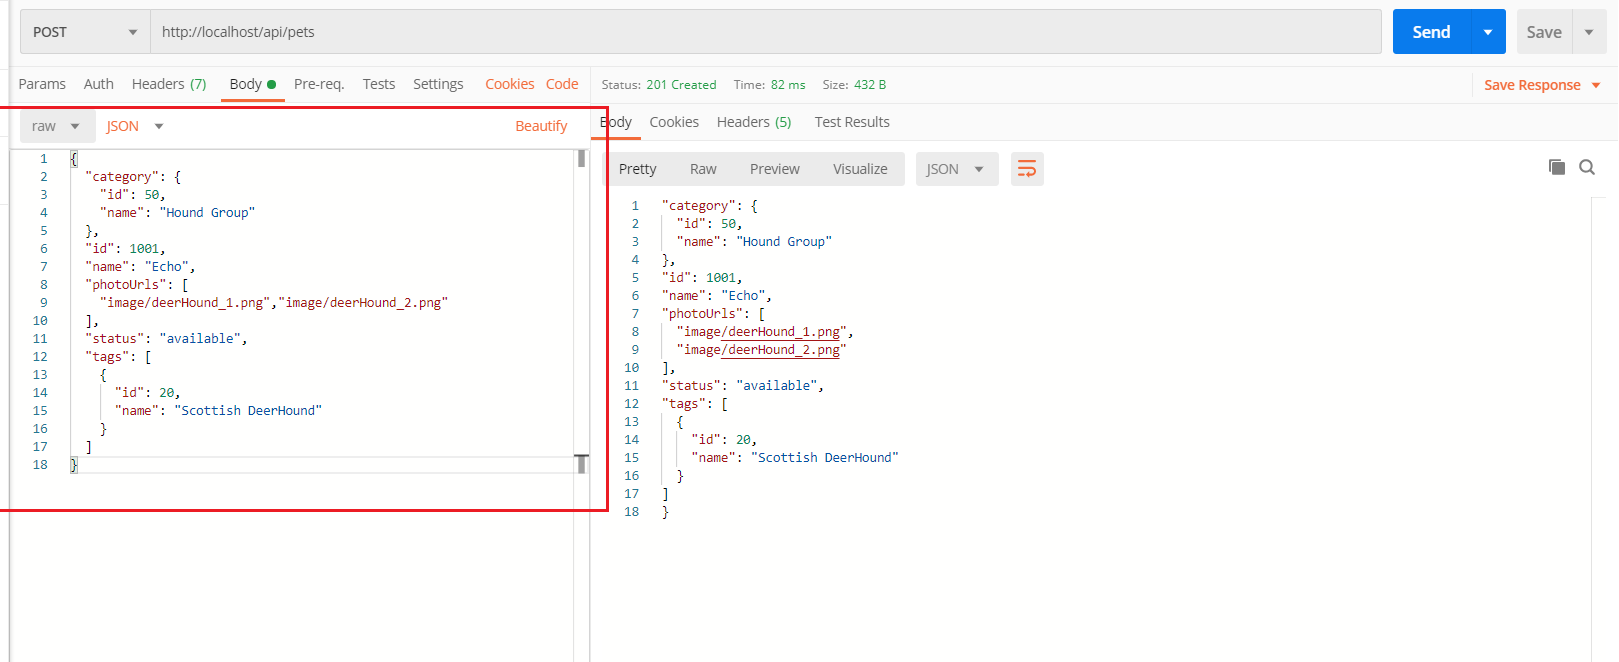 POST http://localhost/api/pets Send Save
Params Auth Headers (7) Body Pre-req. Tests Settings Cookies Code
Status: 201 Created Time: 82 ms Size: 432 B Save Response
raw JSON Beautify
1 {
2 "category": {
3 "id": 50,
4 "name": "Hound Group"
5 },
6 "id": 1001,
7 "name": "Echo",
8 "photoUrls": [
9 "image/deerHound_1.png","image/deerHound_2.png"
10 ],
11 "status": "available",
12 "tags": [
13 {
14 "id": 20,
15 "name": "Scottish DeerHound"
16 }
17 ]
18 }
Body Cookies Headers (5) Test Results
Pretty Raw Preview Visualize JSON
1 "category": {
2 "id": 50,
3 "name": "Hound Group"
4 },
5 "id": 1001,
6 "name": "Echo",
7 "photoUrls": [
8 "image/deerHound_1.png",
9 "image/deerHound_2.png"
10 ],
11 "status": "available",
12 "tags": [
13 {
14 "id": 20,
15 "name": "Scottish DeerHound"
16 }
17 ]
18 }